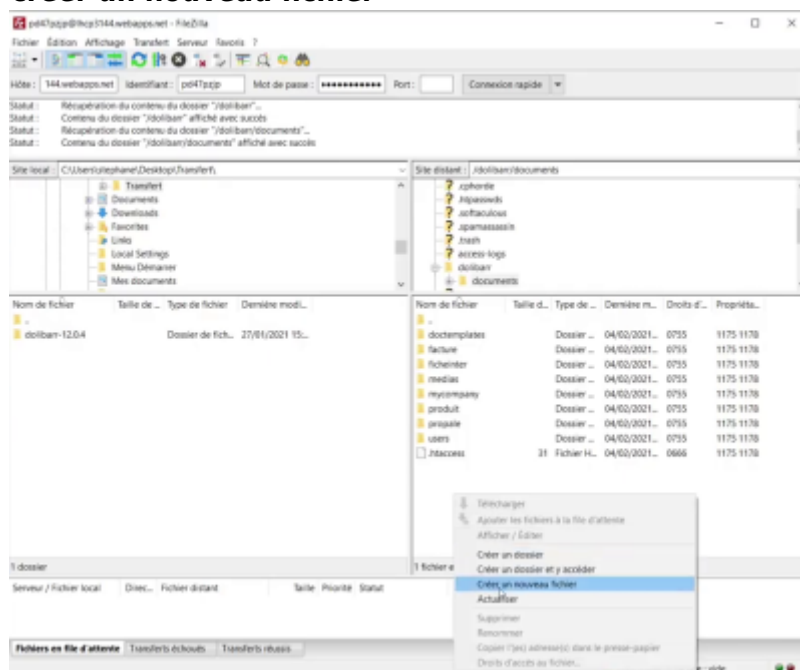 Créer un nouveau fichier
pd47pzjp@lhcp3144.webapps.net - FileZilla
Fichier Édition Affichage Transfert Serveur Favoris ?
Hôte : 144.webapps.net Identifiant : pd47pzjp Mot de passe : ●●●●●●●●●●● Port : Connexion rapide
Statut : Récupération du contenu du dossier "/dolibarr"...
Statut : Contenu du dossier "/dolibarr" affiché avec succès
Statut : Récupération du contenu du dossier "/dolibarr/documents"...
Statut : Contenu du dossier "/dolibarr/documents" affiché avec succès
Site local : C:\Users\stephane\Desktop\Transfert\ Site distant : /dolibarr/documents
Transfert .cphorde
Documents .htpasswds
Downloads .softaculous
Favorites .spamassassin
Links .trash
Local Settings access-logs
Menu Démarrer dolibarr
Mes documents documents
Nom de fichier Taille de ... Type de fichier Dernière modi... Nom de fichier Taille d... Type de ... Dernière m... Droits d'... Propriéta...
.. ..
dolibarr-12.0.4 Dossier de fich... 27/01/2021 15:... doctemplates Dossier ... 04/02/2021... 0755 1175 1178
facture Dossier ... 04/02/2021... 0755 1175 1178
ficheinter Dossier ... 04/02/2021... 0755 1175 1178
medias Dossier ... 04/02/2021... 0755 1175 1178
mycompany Dossier ... 04/02/2021... 0755 1175 1178
produit Dossier ... 04/02/2021... 0755 1175 1178
propale Dossier ... 04/02/2021... 0755 1175 1178
users Dossier ... 04/02/2021... 0755 1175 1178
.htaccess 31 Fichier H... 04/02/2021... 0666 1175 1178
Télécharger
Ajouter les fichiers à la file d'attente
Afficher / Éditer
Créer un dossier
1 dossier 1 fichier e
Créer un dossier et y accéder
Serveur / Fichier local Direc... Fichier distant Taille Priorité Statut
Créer un nouveau fichier
Actualiser
Supprimer
Renommer
Fichiers en file d'attente Transferts échoués Transferts réussis
Copier l'(es) adresse(s) dans le presse-papier
Droits d'accès au fichier...